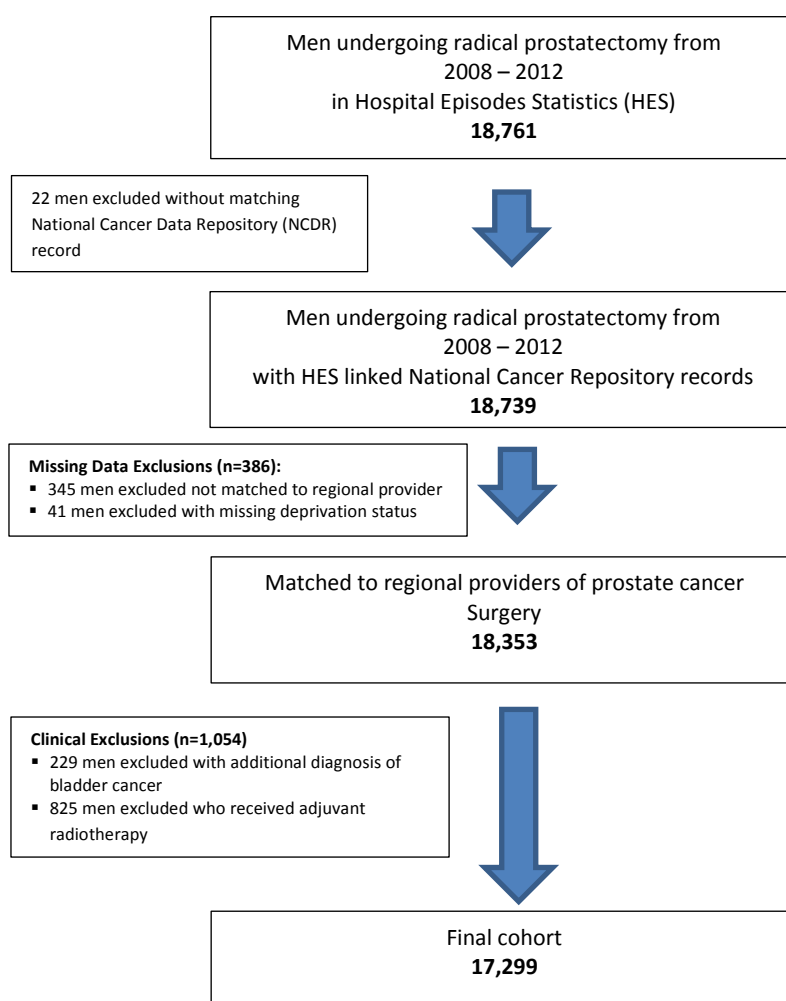 Men undergoing radical prostatectomy from
2008 – 2012
in Hospital Episodes Statistics (HES)
18,761
22 men excluded without matching
National Cancer Data Repository (NCDR)
record
Men undergoing radical prostatectomy from
2008 – 2012
with HES linked National Cancer Repository records
18,739
Missing Data Exclusions (n=386):
▪ 345 men excluded not matched to regional provider
▪ 41 men excluded with missing deprivation status
Matched to regional providers of prostate cancer
Surgery
18,353
Clinical Exclusions (n=1,054)
▪ 229 men excluded with additional diagnosis of
bladder cancer
▪ 825 men excluded who received adjuvant
radiotherapy
Final cohort
17,299